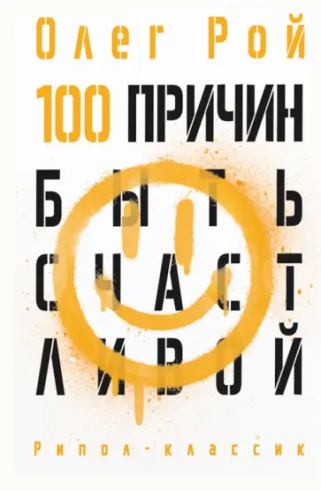 Олег Рой
100 ПРИЧИН
БЫТЬ
СЧАСТ
ЛИВОЙ
Рипол-классик